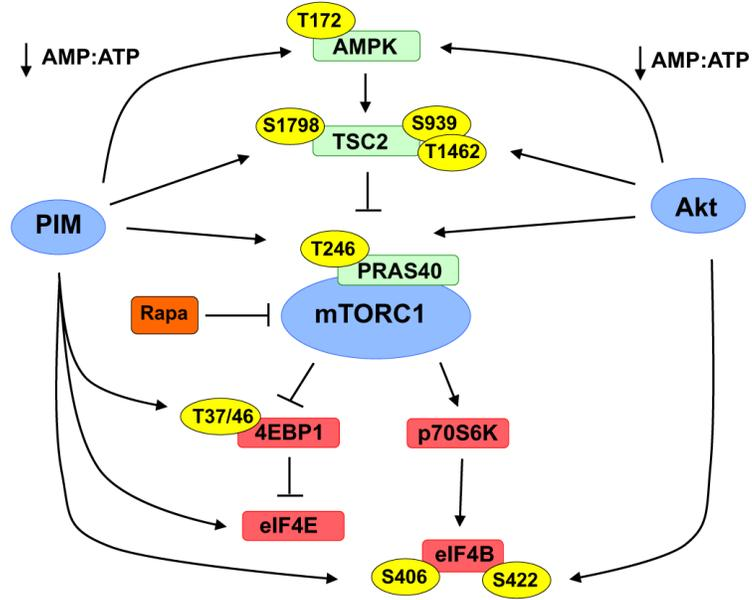 T172
AMPK
↓ AMP:ATP
↓ AMP:ATP
S1798
TSC2
S939
T1462
PIM
Akt
T246
PRAS40
Rapa
mTORC1
T37/46
4EBP1
p70S6K
eIF4E
eIF4B
S406
S422